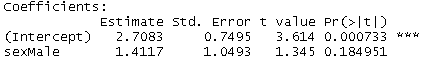 Coefficients:
Estimate Std. Error t value Pr(>|t|)
(Intercept) 2.7083 0.7495 3.614 0.000733 ***
sexMale 1.4117 1.0493 1.345 0.184951